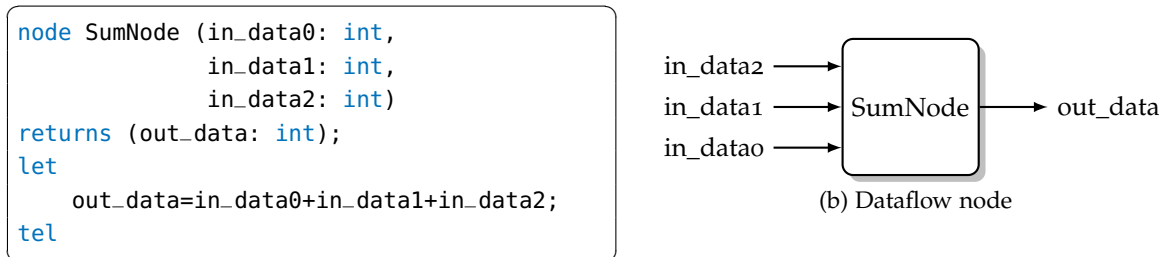 node SumNode (in_data0: int,
in_data1: int,
in_data2: int)
returns (out_data: int);
let
out_data=in_data0+in_data1+in_data2;
tel
in_data2
in_data1
in_data0
SumNode
out_data
(b) Dataflow node